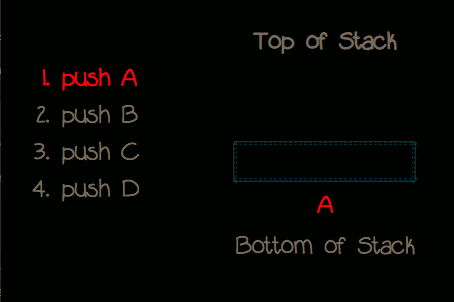 Top of Stack
1. push A
2. push B
3. push C
4. push D
A
Bottom of Stack